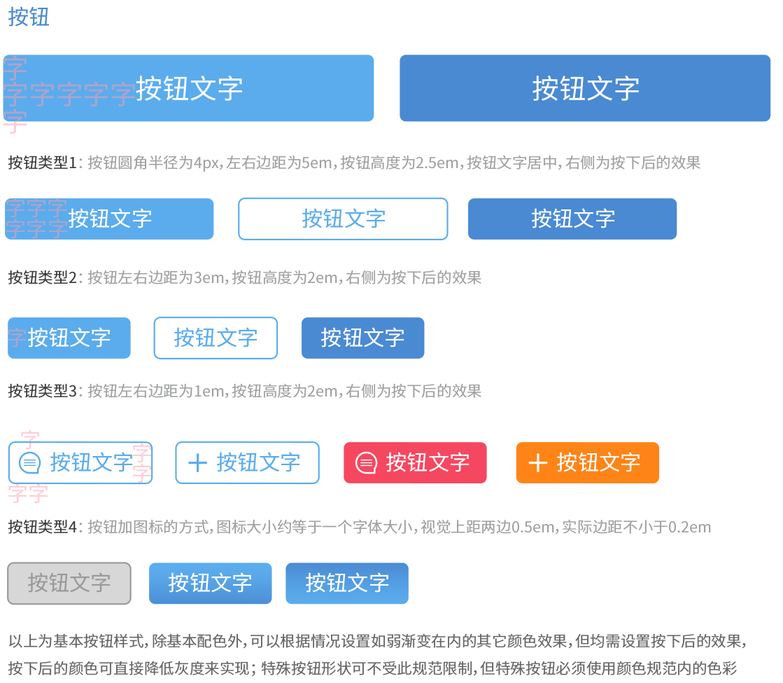 按钮
字
字字字字字按钮文字 按钮文字
字
按钮类型1：按钮圆角半径为4px，左右边距为5em，按钮高度为2.5em，按钮文字居中，右侧为按下后的效果
字字字
字字字
按钮文字 按钮文字 按钮文字
按钮类型2：按钮左右边距为3em，按钮高度为2em，右侧为按下后的效果
字按钮文字 按钮文字 按钮文字
按钮类型3：按钮左右边距为1em，按钮高度为2em，右侧为按下后的效果
字
按钮文字 字 按钮文字 按钮文字 按钮文字
字
字字
按钮类型4：按钮加图标的方式，图标大小约等于一个字体大小，视觉上距两边0.5em，实际边距不小于0.2em
按钮文字 按钮文字 按钮文字
以上为基本按钮样式，除基本配色外，可以根据情况设置如弱渐变在内的其它颜色效果，但均需设置按下后的效果，
按下后的颜色可直接降低灰度来实现；特殊按钮形状可不受此规范限制，但特殊按钮必须使用颜色规范内的色彩